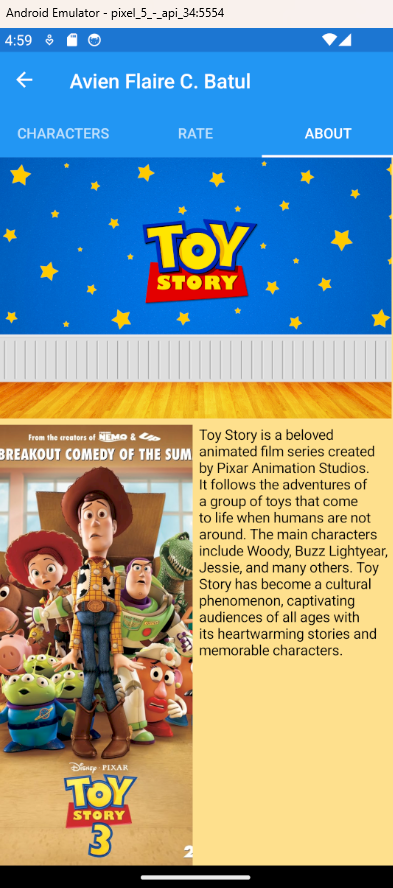 Android Emulator - pixel_5_-_api_34:5554
4:59
Avien Flaire C. Batul
CHARACTERS RATE ABOUT
TOY
STORY
From the creators of NEMO & UP
BREAKOUT COMEDY OF THE SUM
Toy Story is a beloved
animated film series created
by Pixar Animation Studios.
It follows the adventures of
a group of toys that come
to life when humans are not
around. The main characters
include Woody, Buzz Lightyear,
Jessie, and many others. Toy
Story has become a cultural
phenomenon, captivating
audiences of all ages with
its heartwarming stories and
memorable characters.
Disney • PIXAR
TOY
STORY
3
2